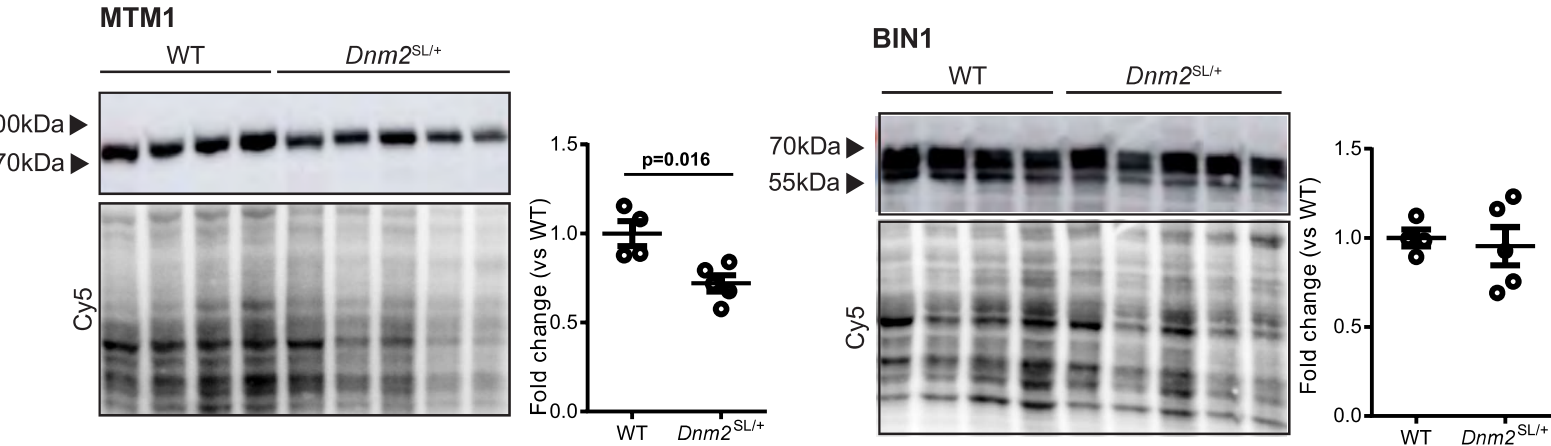 MTM1
WT
Dnm2SL/+
00kDa
70kDa
Cy5
Fold change (vs WT)
1.5
1.0
0.5
0.0
p=0.016
WT
Dnm2SL/+
BIN1
WT
Dnm2SL/+
70kDa
55kDa
Cy5
Fold change (vs WT)
1.5
1.0
0.5
0.0
WT
Dnm2SL/+